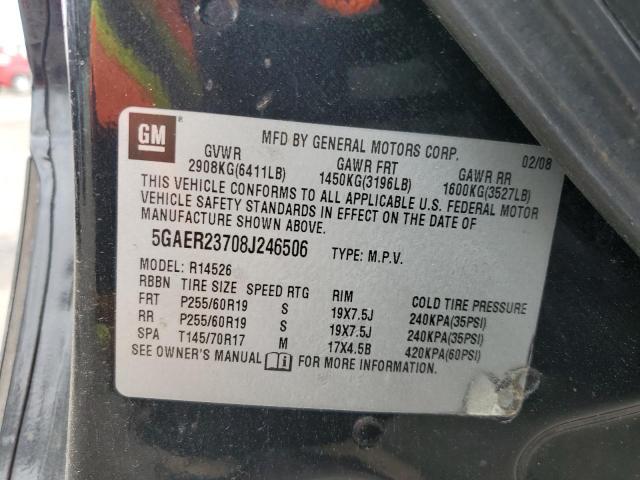 GM ®
MFD BY GENERAL MOTORS CORP. 02/08
GVWR GAWR FRT GAWR RR
2908KG(6411LB) 1450KG(3196LB) 1600KG(3527LB)
THIS VEHICLE CONFORMS TO ALL APPLICABLE U.S. FEDERAL MOTOR
VEHICLE SAFETY STANDARDS IN EFFECT ON THE DATE OF
MANUFACTURE SHOWN ABOVE.
5GAER23708J246506 TYPE: M.P.V.
MODEL: R14526
RBBN TIRE SIZE SPEED RTG RIM COLD TIRE PRESSURE
FRT P255/60R19 S 19X7.5J 240KPA(35PSI)
RR P255/60R19 S 19X7.5J 240KPA(35PSI)
SPA T145/70R17 M 17X4.5B 420KPA(60PSI)
SEE OWNER'S MANUAL FOR MORE INFORMATION.